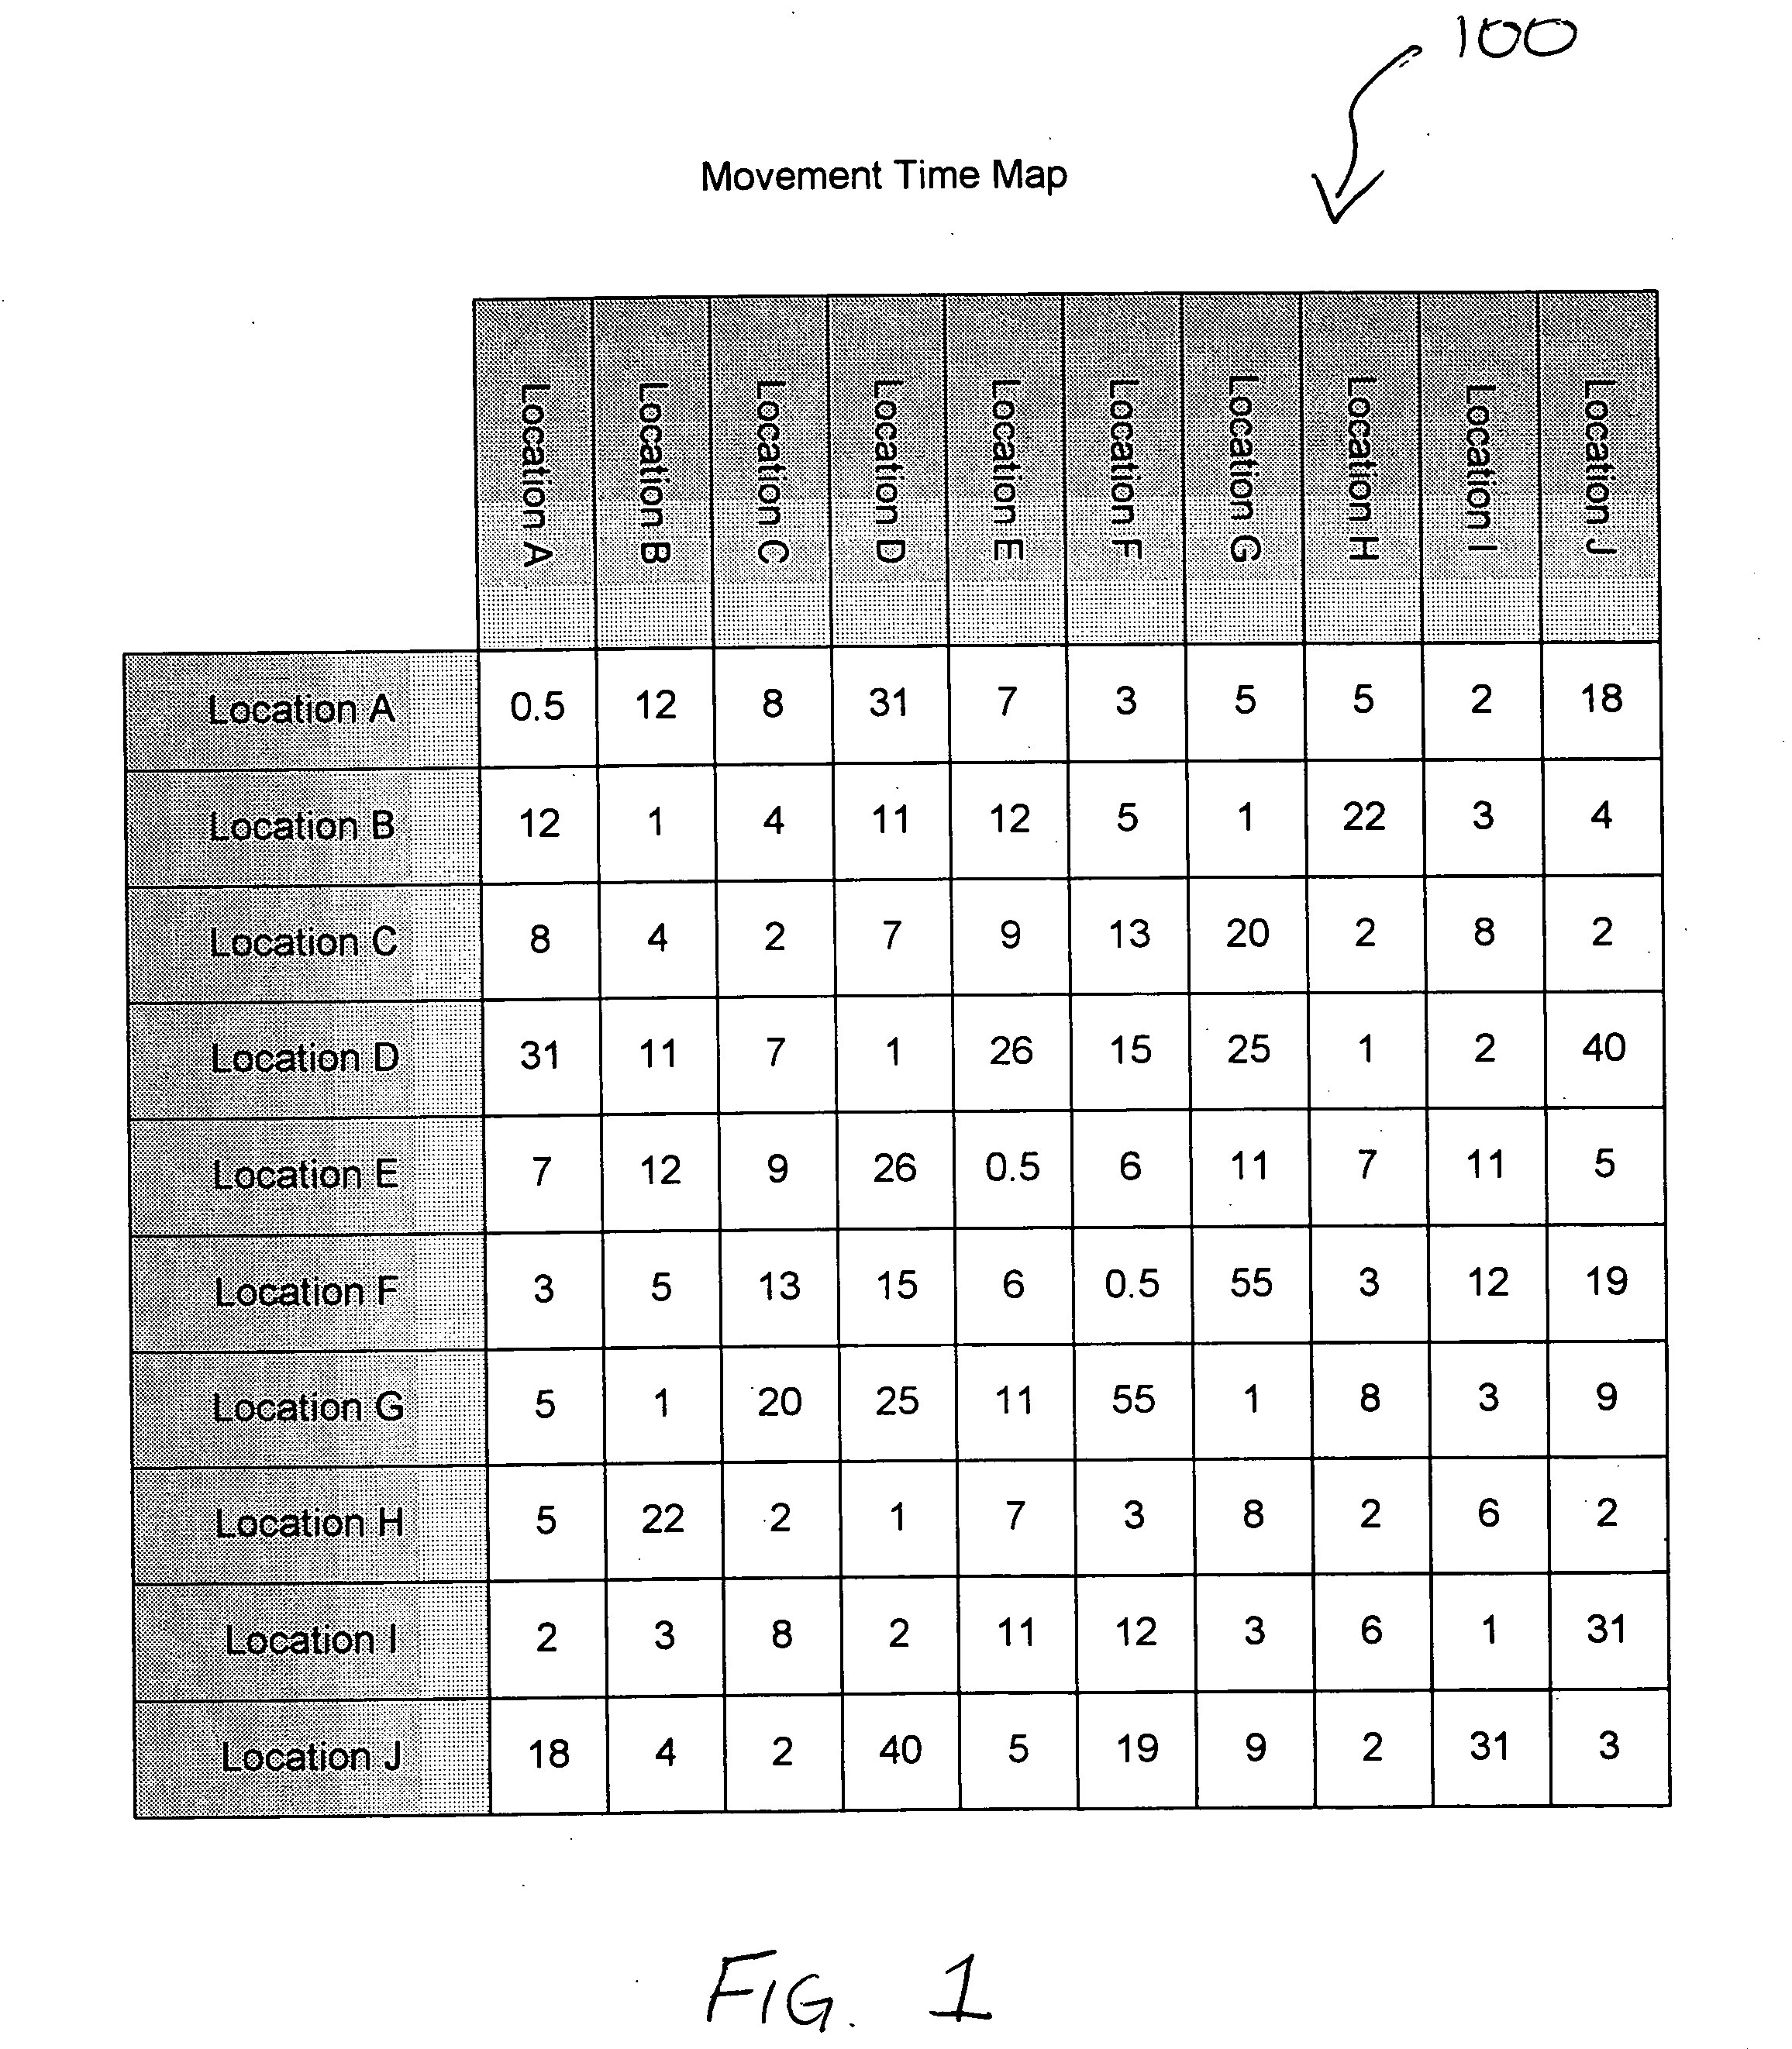 100
Movement Time Map
Location A Location B Location C Location D Location E Location F Location G Location H Location I Location J
Location A 0.5 12 8 31 7 3 5 5 2 18
Location B 12 1 4 11 12 5 1 22 3 4
Location C 8 4 2 7 9 13 20 2 8 2
Location D 31 11 7 1 26 15 25 1 2 40
Location E 7 12 9 26 0.5 6 11 7 11 5
Location F 3 5 13 15 6 0.5 55 3 12 19
Location G 5 1 20 25 11 55 1 8 3 9
Location H 5 22 2 1 7 3 8 2 6 2
Location I 2 3 8 2 11 12 3 6 1 31
Location J 18 4 2 40 5 19 9 2 31 3
FIG. 1